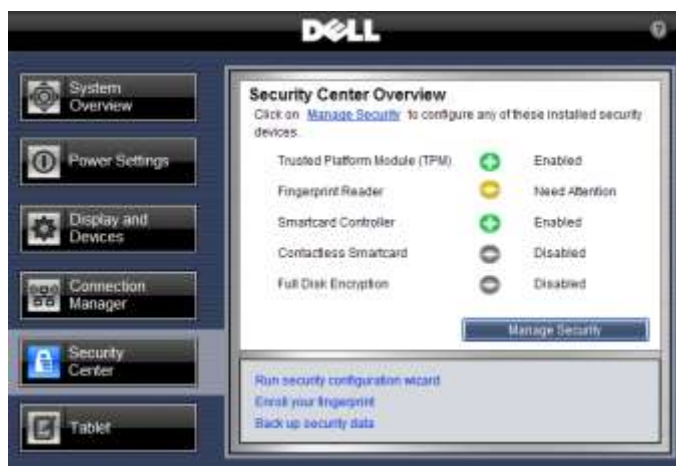 DELL
?
System
Overview
Power Settings
Display and
Devices
Connection
Manager
Security
Center
Tablet
Security Center Overview
Click on Manage Security to configure any of these installed security
devices.
Trusted Platform Module (TPM) Enabled
Fingerprint Reader Need Attention
Smartcard Controller Enabled
Contactless Smartcard Disabled
Full Disk Encryption Disabled
Manage Security
Run security configuration wizard
Enroll your fingerprint
Back up security data